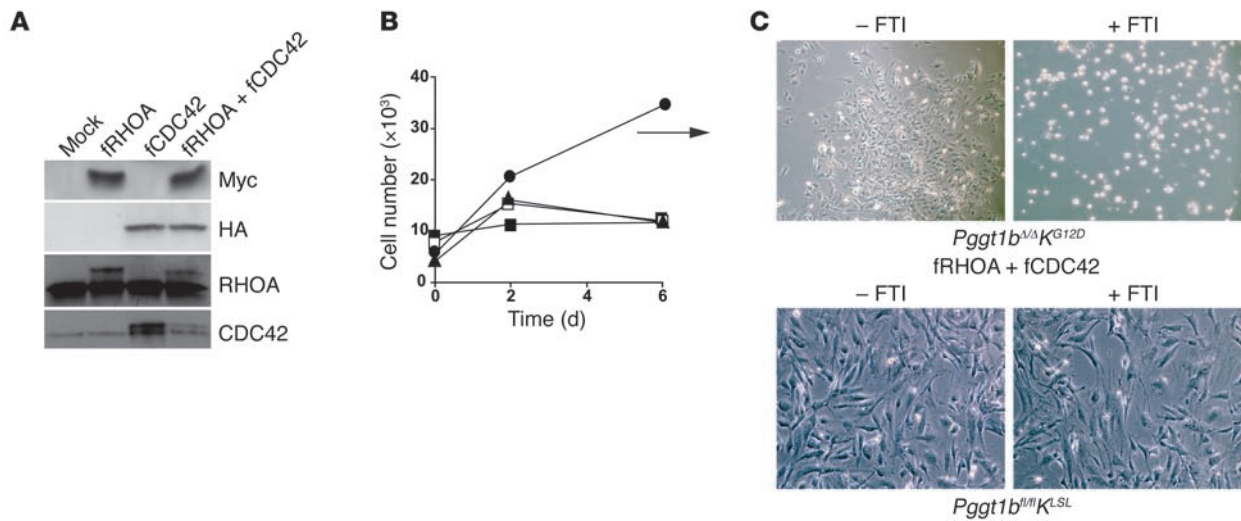 A
Mock
fRHOA
fCDC42
fRHOA + fCDC42
Myc
HA
RHOA
CDC42
B
Cell number (×10³)
40
30
20
10
0
0
2
4
6
Time (d)
C
– FTI
+ FTI
Pggt1bΔ/ΔKG12D
fRHOA + fCDC42
– FTI
+ FTI
Pggt1bfl/flKLSL